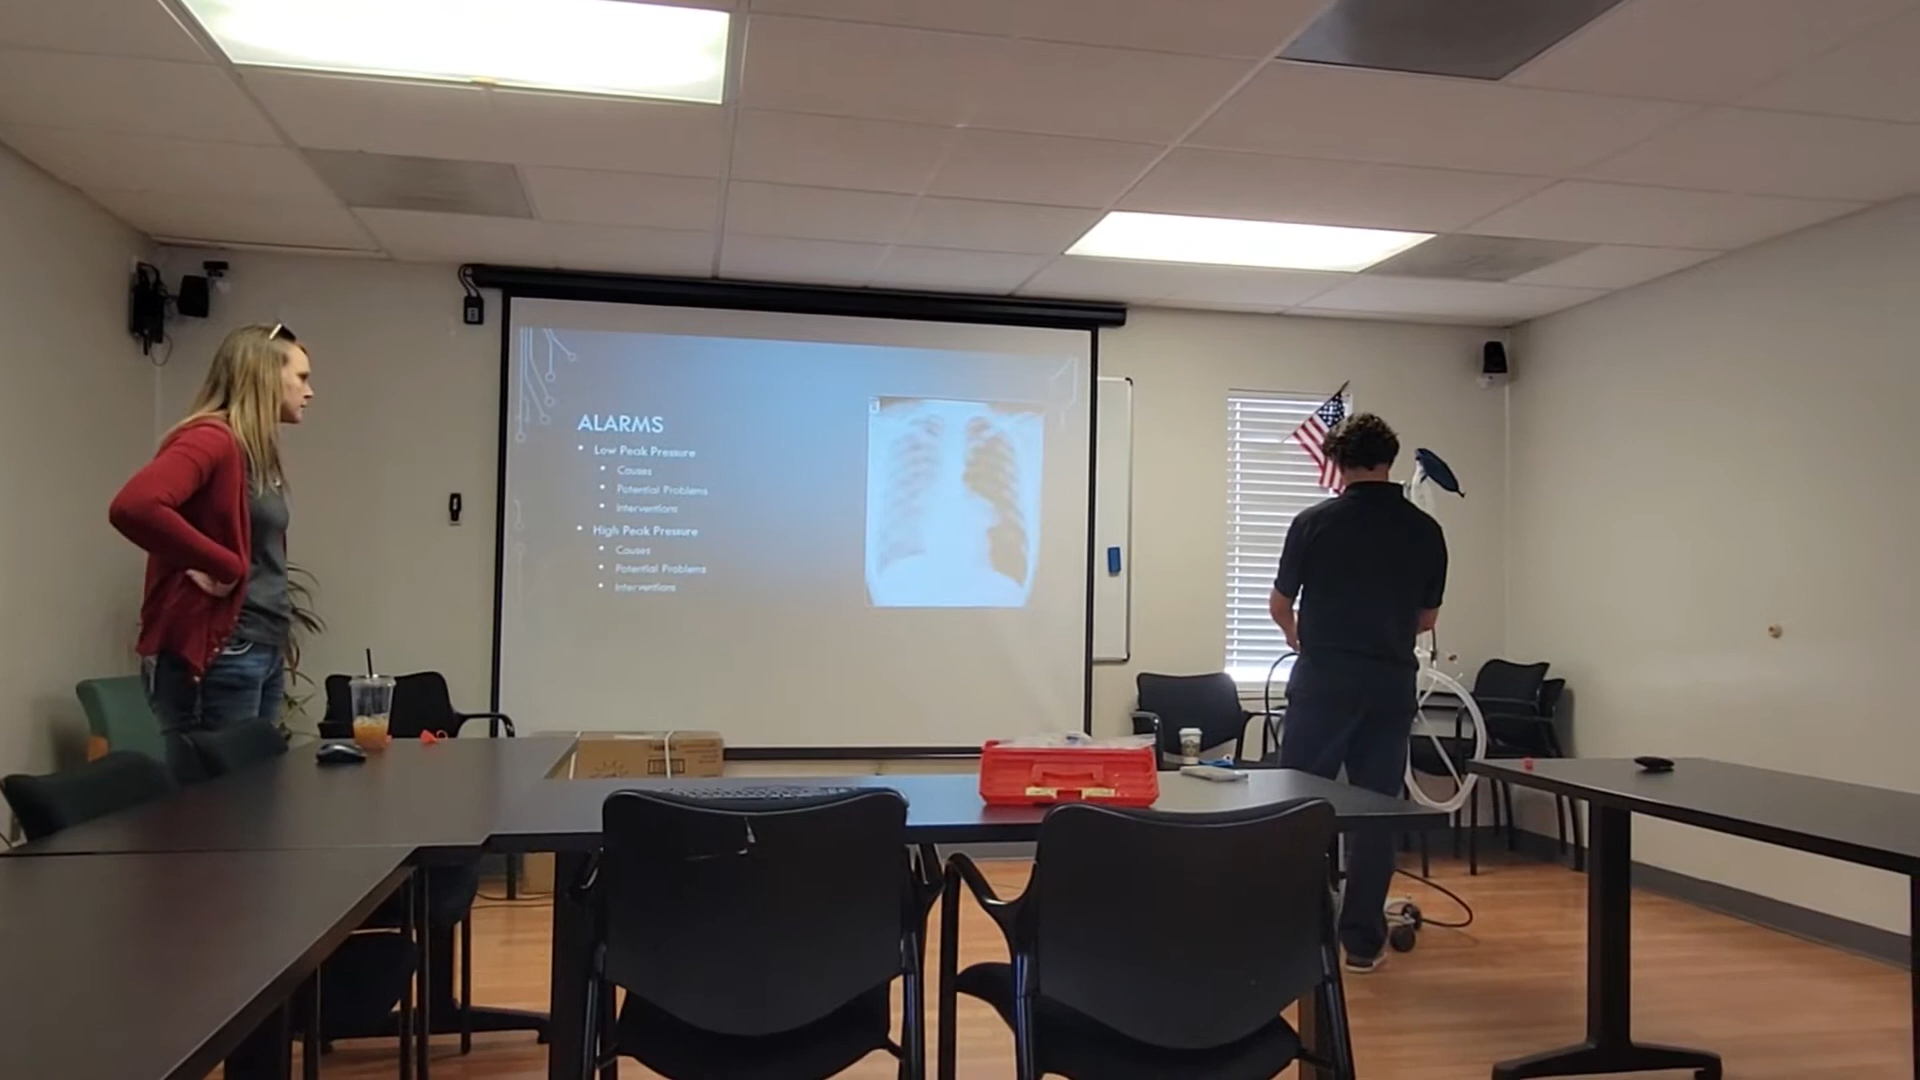 ALARMS
Low Peak Pressure
Causes
Potential Problems
Interventions
High Peak Pressure
Causes
Potential Problems
Interventions